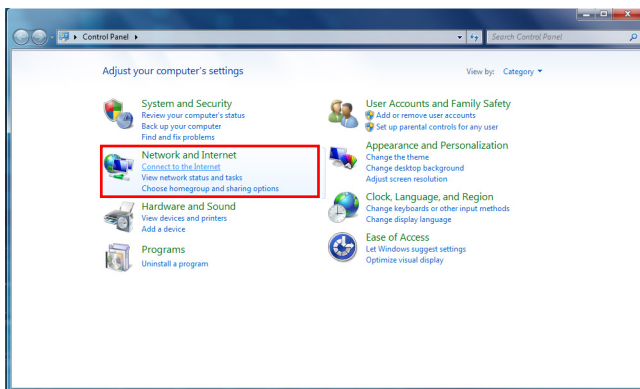 Control Panel
Search Control Panel
Adjust your computer's settings
View by: Category
System and Security
Review your computer's status
Back up your computer
Find and fix problems
Network and Internet
Connect to the Internet
View network status and tasks
Choose homegroup and sharing options
Hardware and Sound
View devices and printers
Add a device
Programs
Uninstall a program
User Accounts and Family Safety
Add or remove user accounts
Set up parental controls for any user
Appearance and Personalization
Change the theme
Change desktop background
Adjust screen resolution
Clock, Language, and Region
Change keyboards or other input methods
Change display language
Ease of Access
Let Windows suggest settings
Optimize visual display